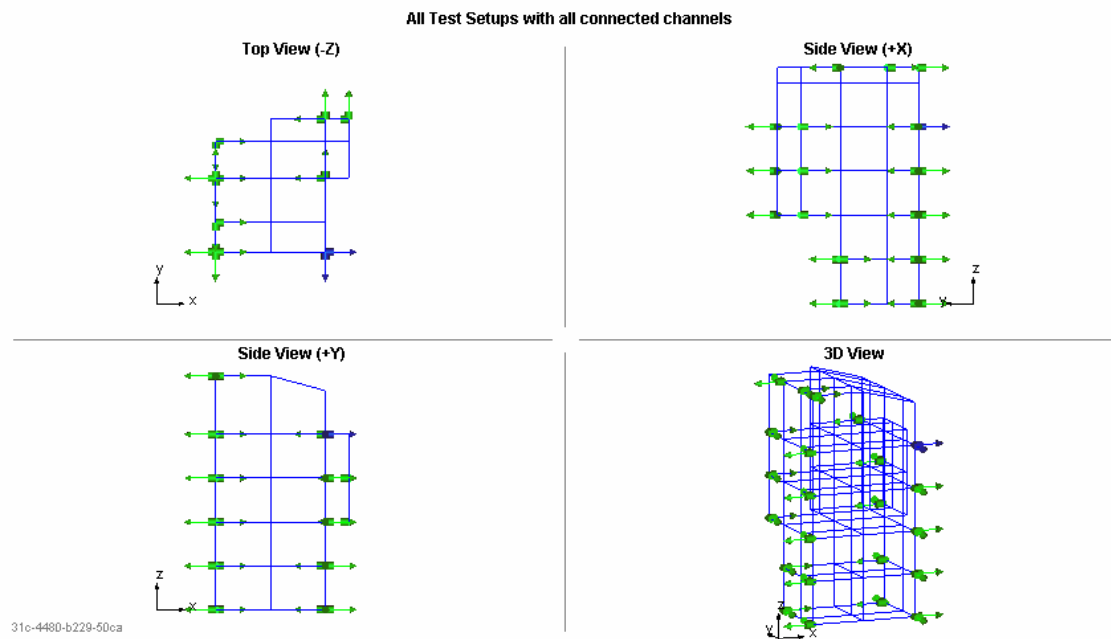 All Test Setups with all connected channels
Top View (-Z)
Side View (+X)
y
x
z
y
Side View (+Y)
3D View
z
x
z
y
x
31c-4480-b229-50ca